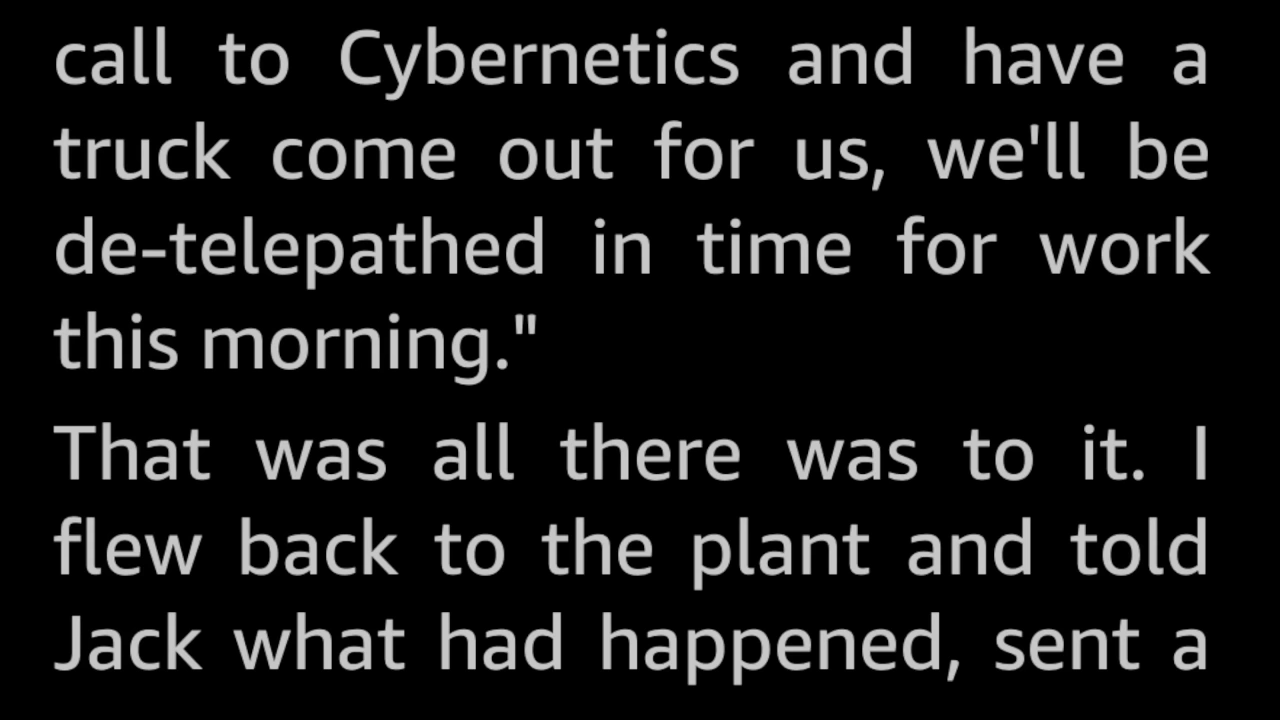 call to Cybernetics and have a
truck come out for us, we'll be
de-telepathed in time for work
this morning."
That was all there was to it. I
flew back to the plant and told
Jack what had happened, sent a